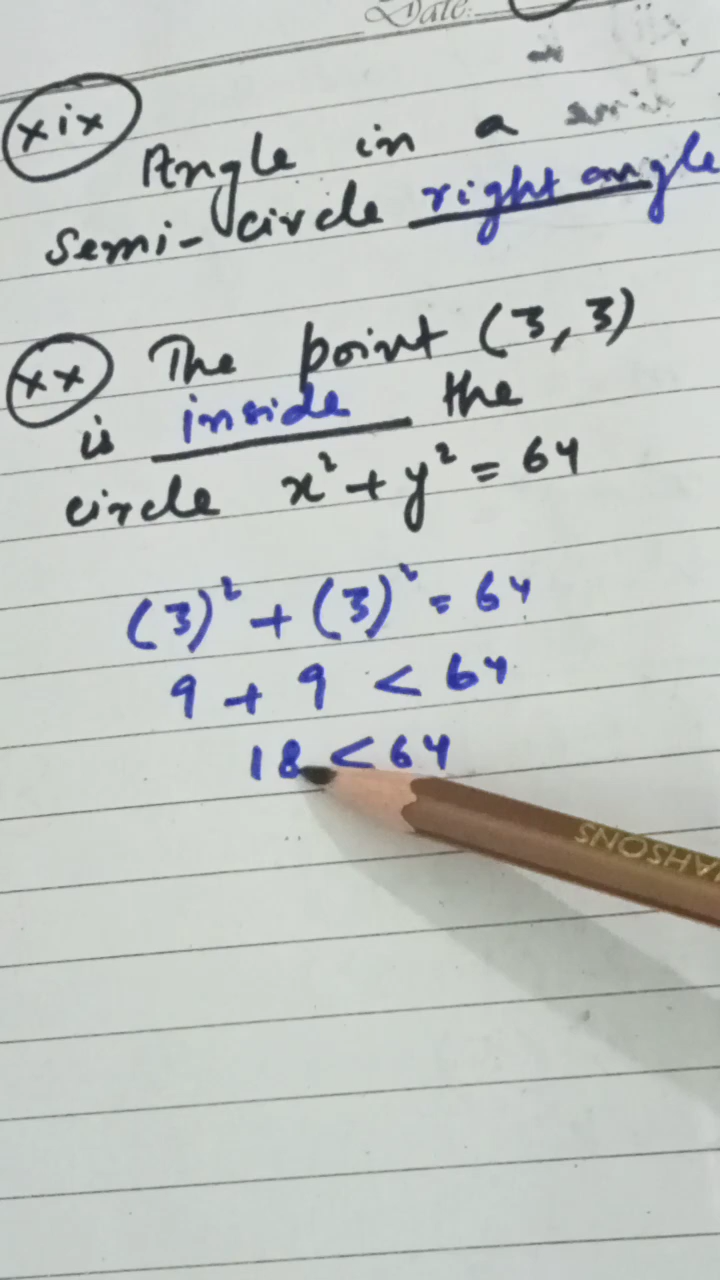 Date:
xix
Angle in a
semi-circle right angle
xx The point (3, 3)
is inside the
circle x² + y² = 64
(3)² + (3)² = 64
9 + 9 < 64
18 < 64